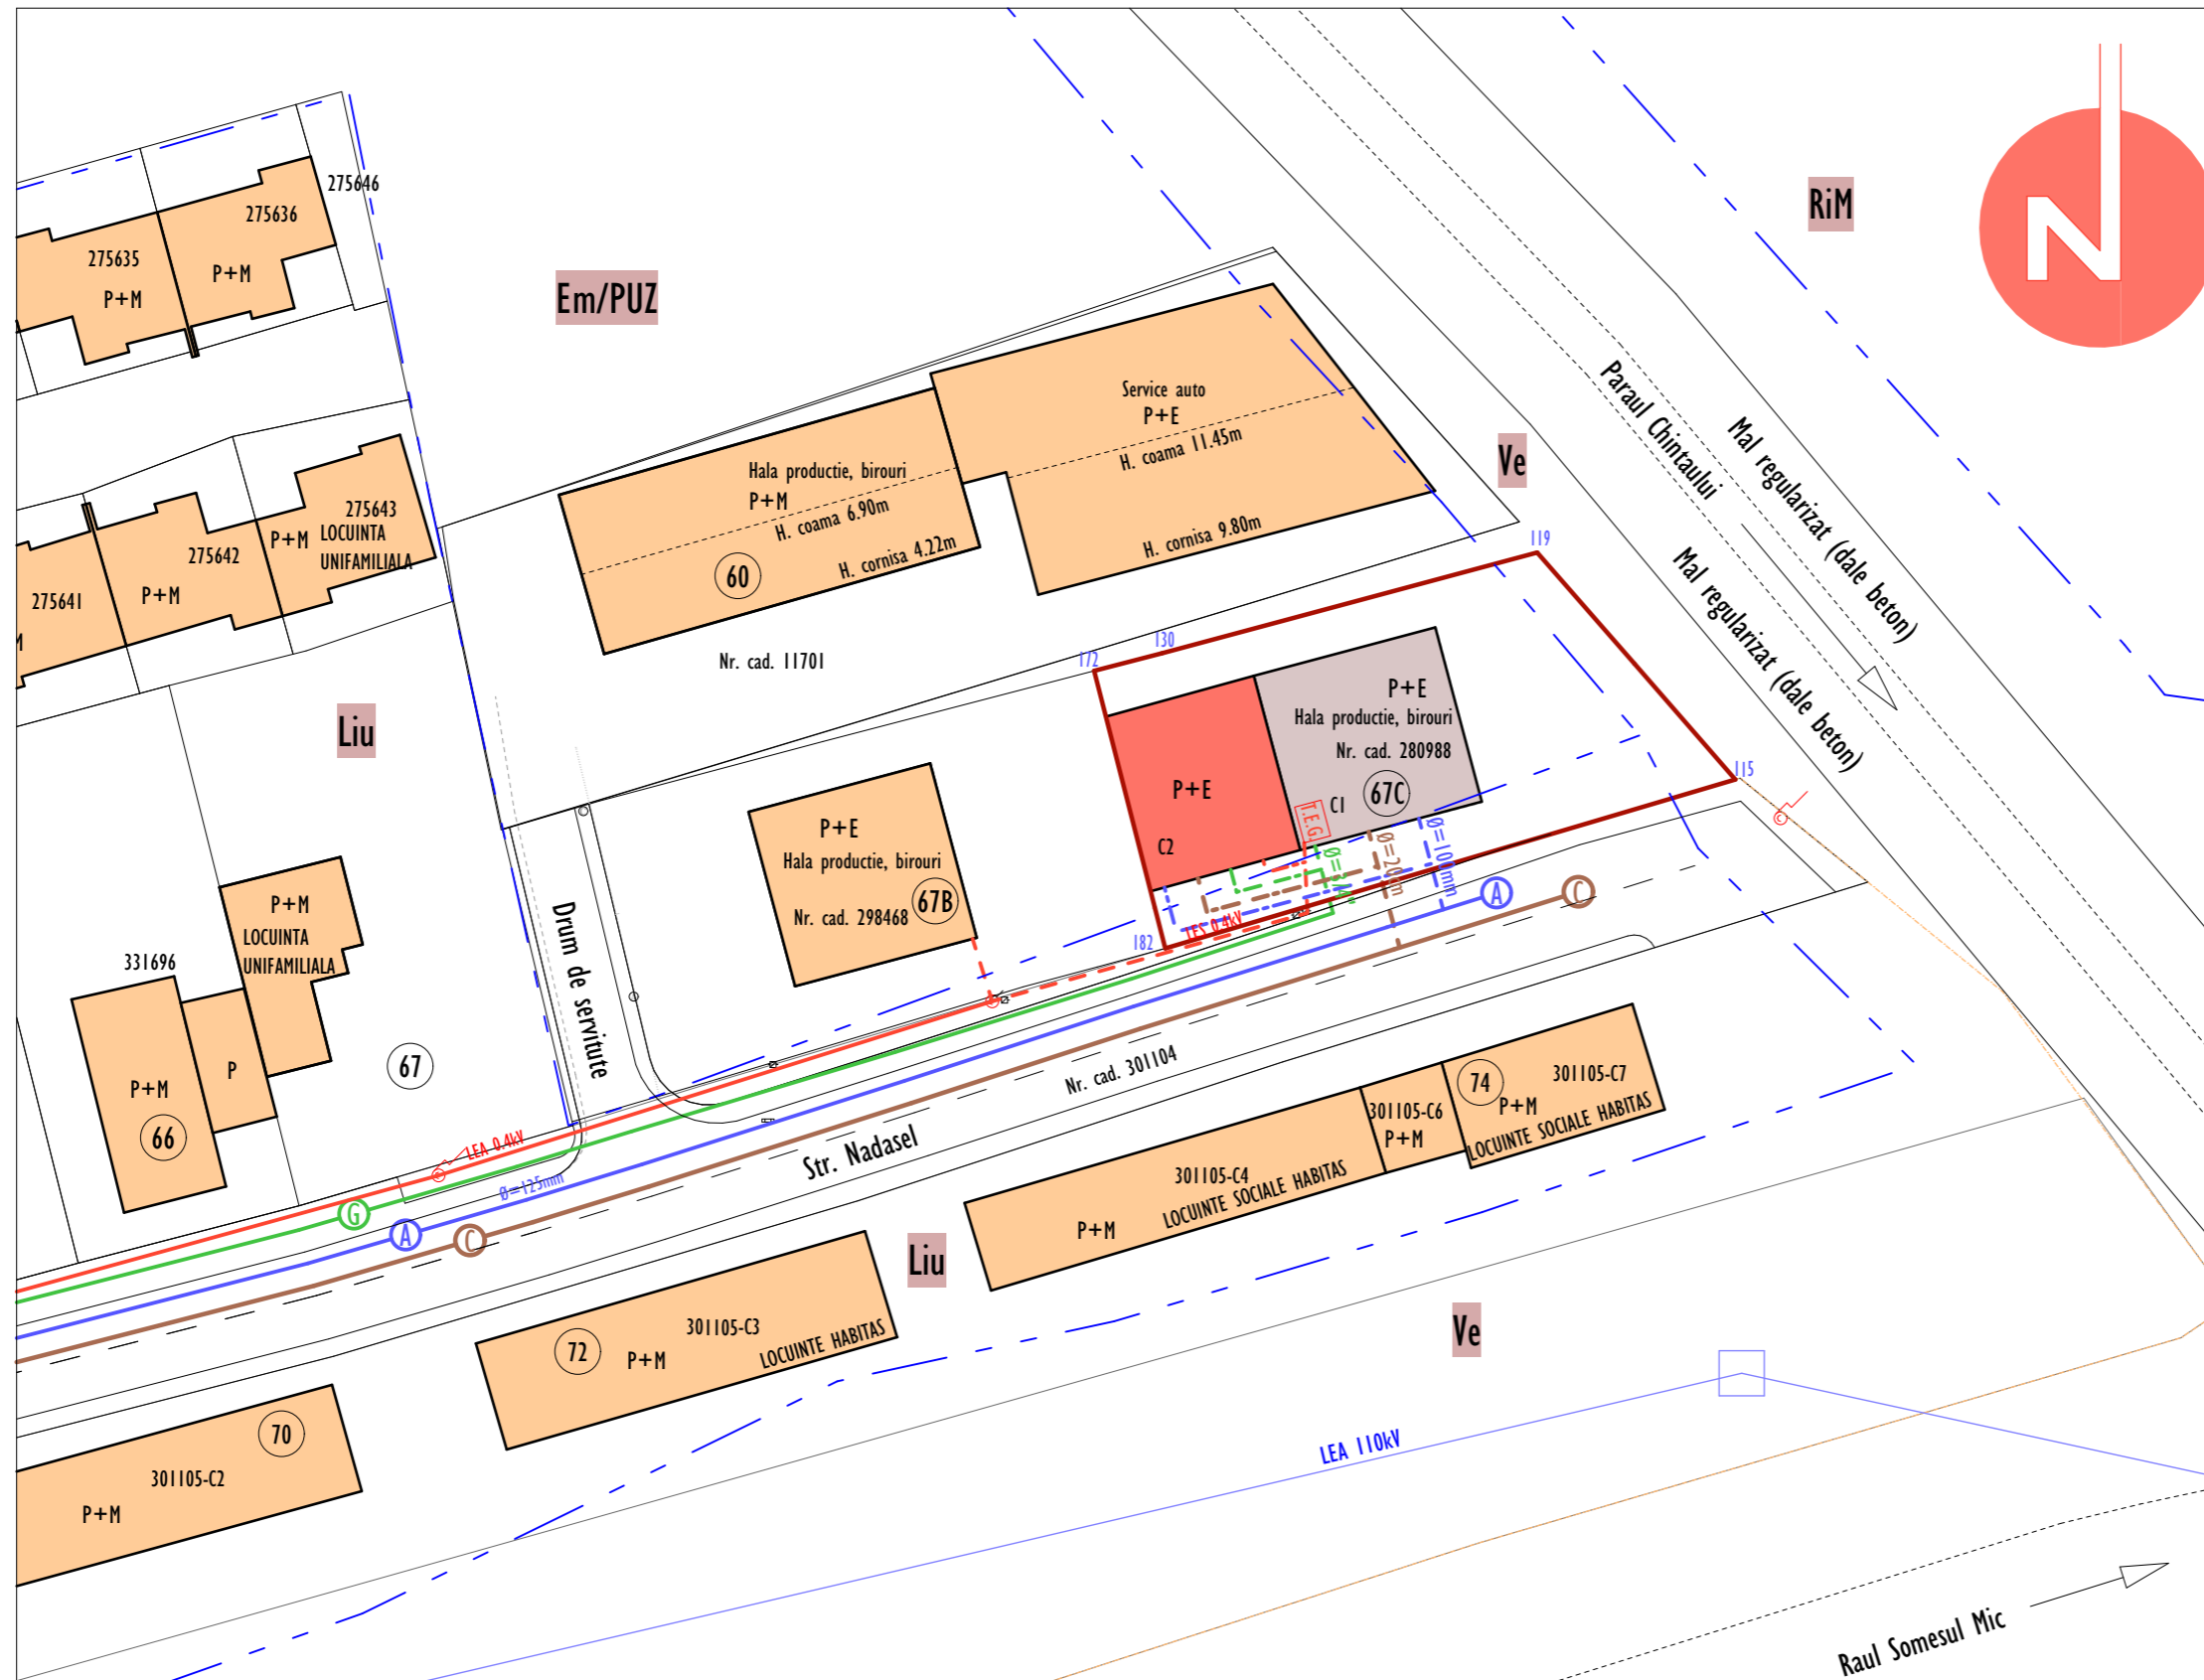 275646
275636
P+M
275635
P+M
Em/PUZ
RiM
N
Service auto
P+E
H. coama 11.45m
H. cornisa 9.80m
Hala productie, birouri
P+M
H. coama 6.90m
H. cornisa 4.22m
60
Nr. cad. 11701
Ve
Paraul Chintaului
Mal regularizat (dale beton)
Mal regularizat (dale beton)
275643
P+M
LOCUINTA
UNIFAMILIALA
275642
P+M
275641
M
119
130
172
115
182
Liu
P+E
Hala productie, birouri
Nr. cad. 280988
67C
C1
P+E
C2
T.E.G.
Ø=100mm
LES 0.4kV
A
C
P+E
Hala productie, birouri
67B
Nr. cad. 298468
Drum de servitute
P+M
LOCUINTA
UNIFAMILIALA
331696
P
P+M
66
67
LEA 0.4kV
Ø=125mm
G
A
C
Str. Nadasel
Nr. cad. 301104
74
301105-C7
P+M
LOCUINTE SOCIALE HABITAS
301105-C6
P+M
301105-C4
LOCUINTE SOCIALE HABITAS
P+M
Liu
Ve
72
301105-C3
P+M
LOCUINTE HABITAS
70
301105-C2
P+M
LEA 110kV
Raul Somesul Mic